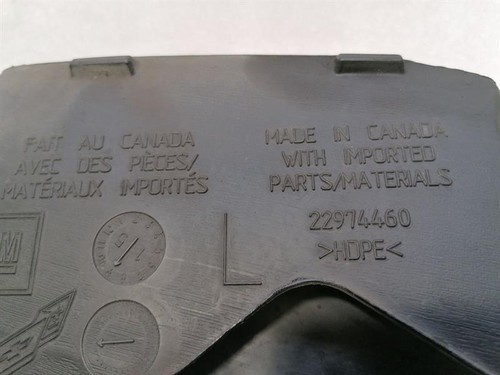 FAIT AU CANADA
AVEC DES PIÈCES/
MATÉRIAUX IMPORTÉS
MADE IN CANADA
WITH IMPORTED
PARTS/MATERIALS
22974460
>HDPE<
L